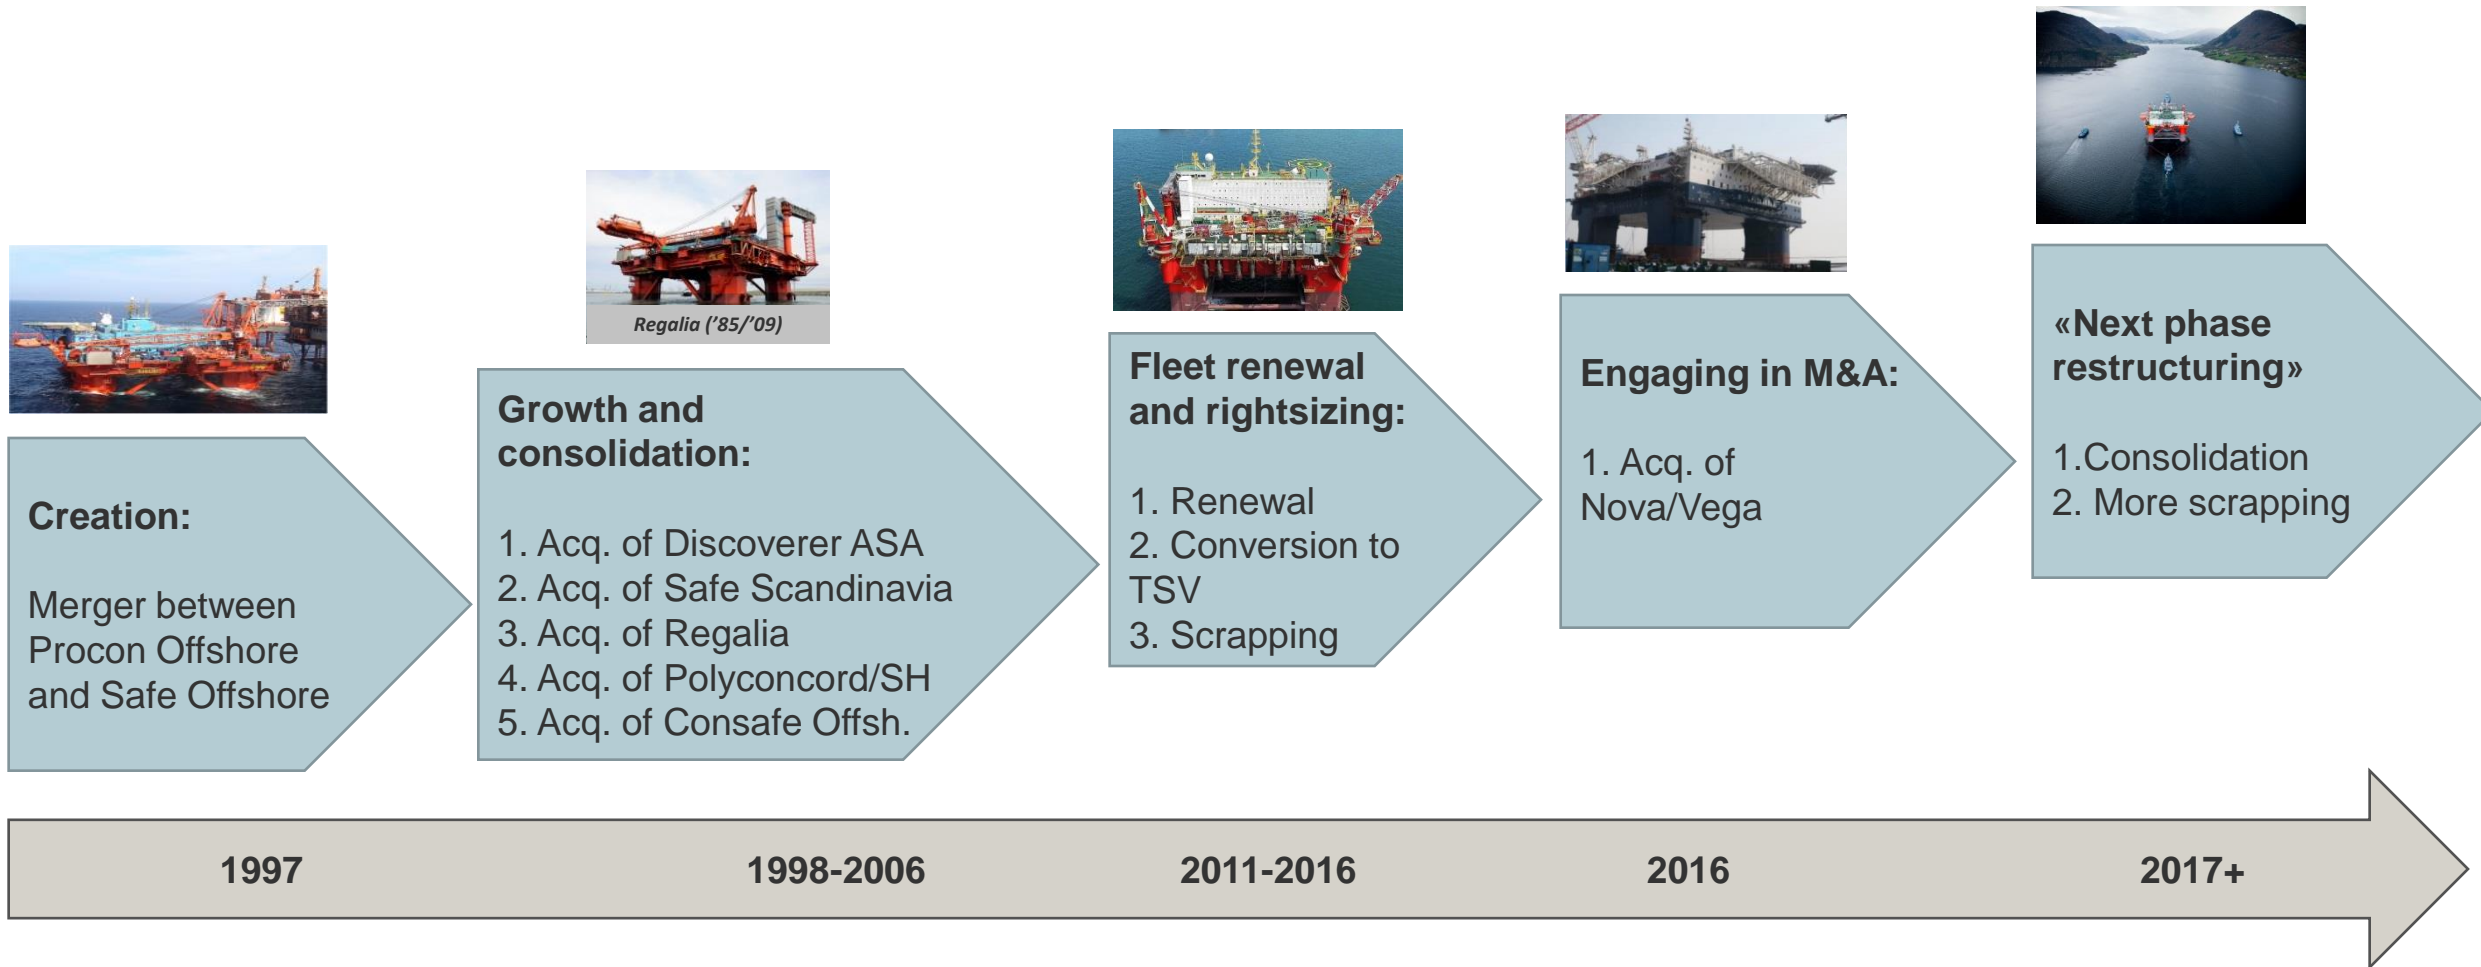 Regalia (’85/’09)
Creation:
Merger between
Procon Offshore
and Safe Offshore
Growth and
consolidation:
1. Acq. of Discoverer ASA
2. Acq. of Safe Scandinavia
3. Acq. of Regalia
4. Acq. of Polyconcord/SH
5. Acq. of Consafe Offsh.
Fleet renewal
and rightsizing:
1. Renewal
2. Conversion to
TSV
3. Scrapping
Engaging in M&A:
1. Acq. of
Nova/Vega
«Next phase
restructuring»
1.Consolidation
2. More scrapping
1997
1998-2006
2011-2016
2016
2017+